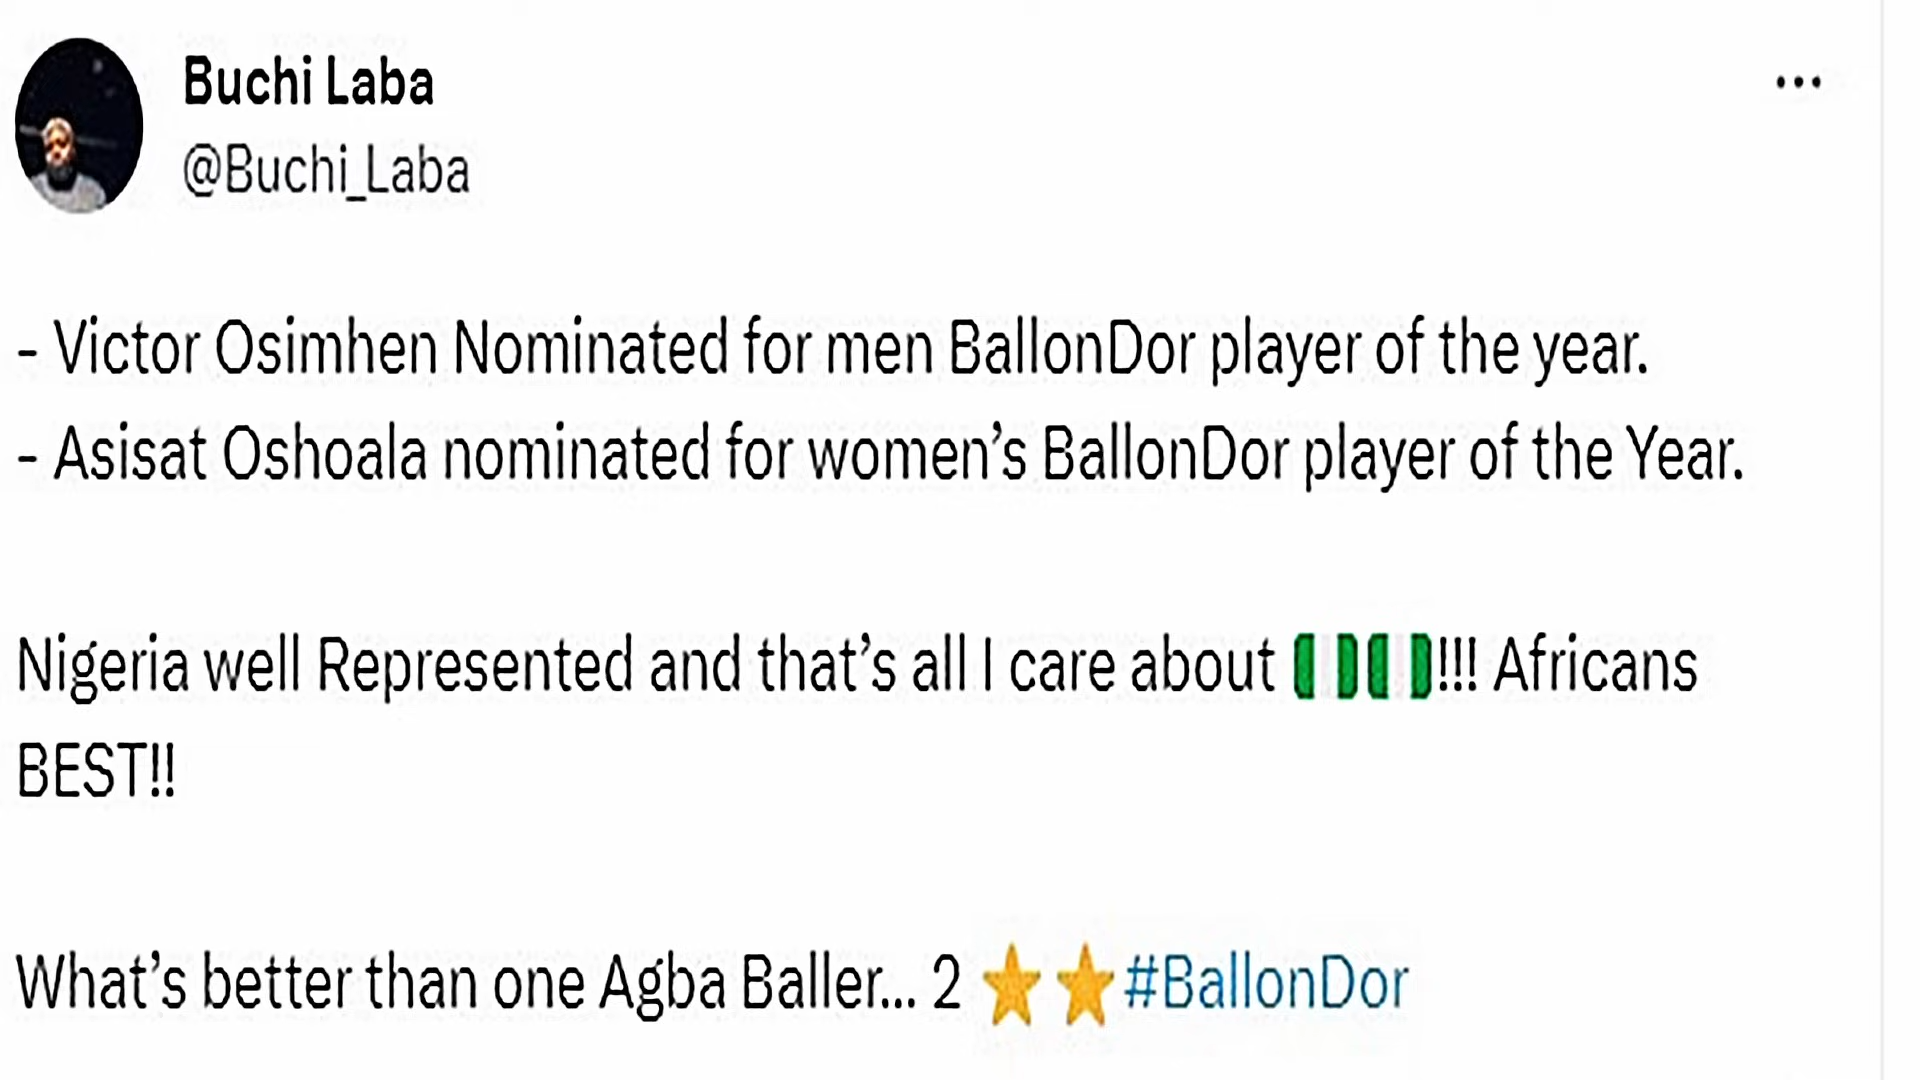 Buchi Laba
@Buchi_Laba
- Victor Osimhen Nominated for men BallonDor player of the year.
- Asisat Oshoala nominated for women’s BallonDor player of the Year.
Nigeria well Represented and that’s all I care about 🇳🇬🇳🇬!!! Africans
BEST!!
What’s better than one Agba Baller... 2 ⭐⭐#BallonDor